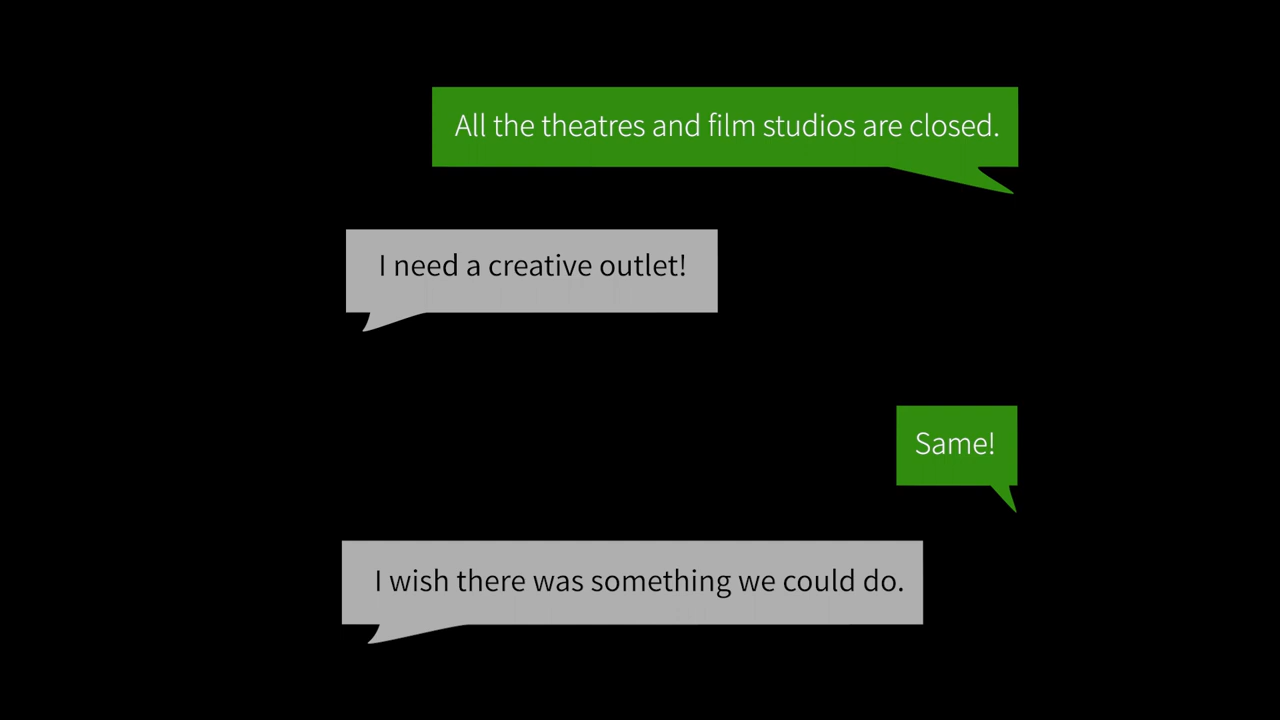 All the theatres and film studios are closed.
I need a creative outlet!
Same!
I wish there was something we could do.